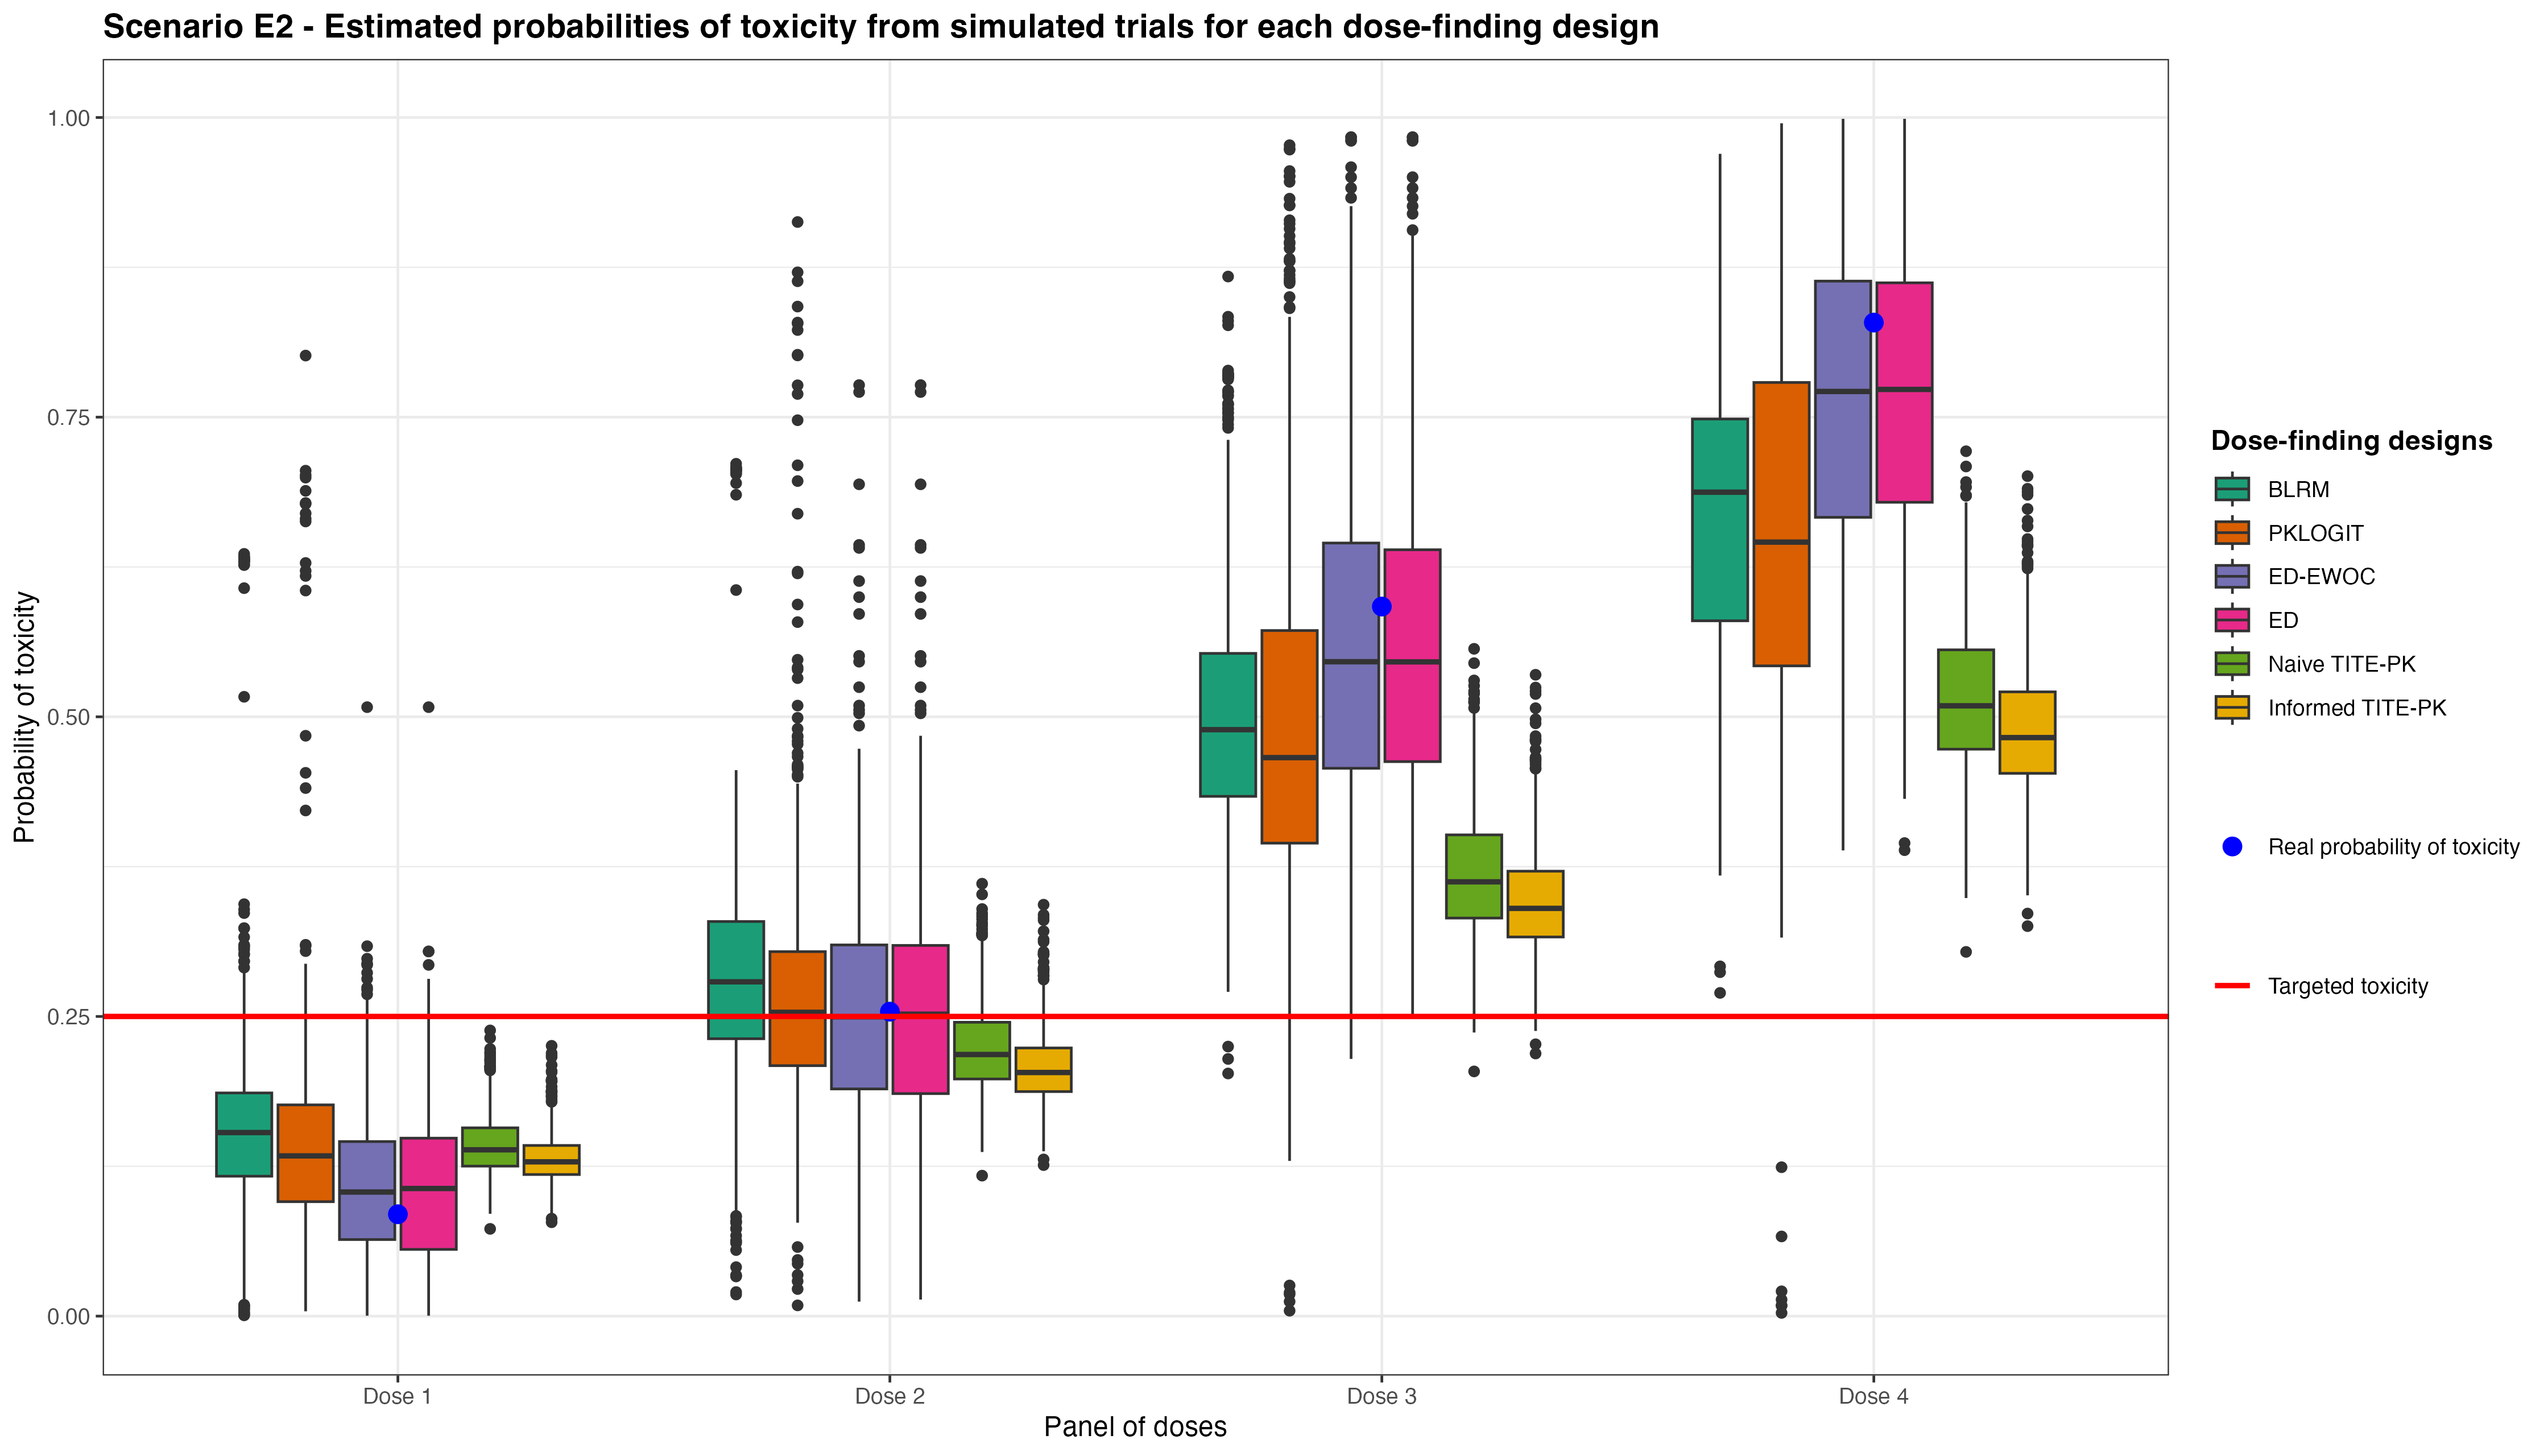 Scenario E2 - Estimated probabilities of toxicity from simulated trials for each dose-finding design
Probability of toxicity
1.00
0.75
0.50
0.25
0.00
Dose 1
Dose 2
Dose 3
Dose 4
Panel of doses
Dose-finding designs
BLRM
PKLOGIT
ED-EWOC
ED
Naive TITE-PK
Informed TITE-PK
Real probability of toxicity
Targeted toxicity